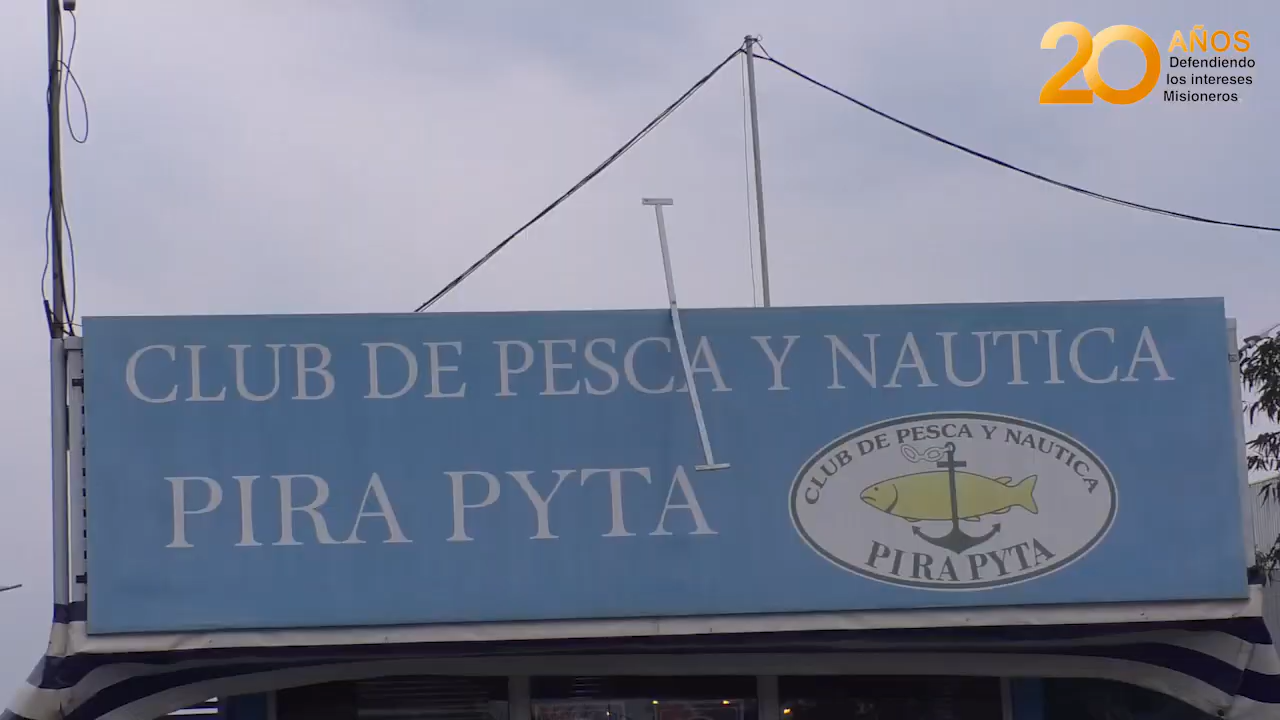 20 AÑOS
Defendiendo
los intereses
Misioneros
CLUB DE PESCA Y NAUTICA
PIRA PYTA
CLUB DE PESCA Y NAUTICA
PIRA PYTA